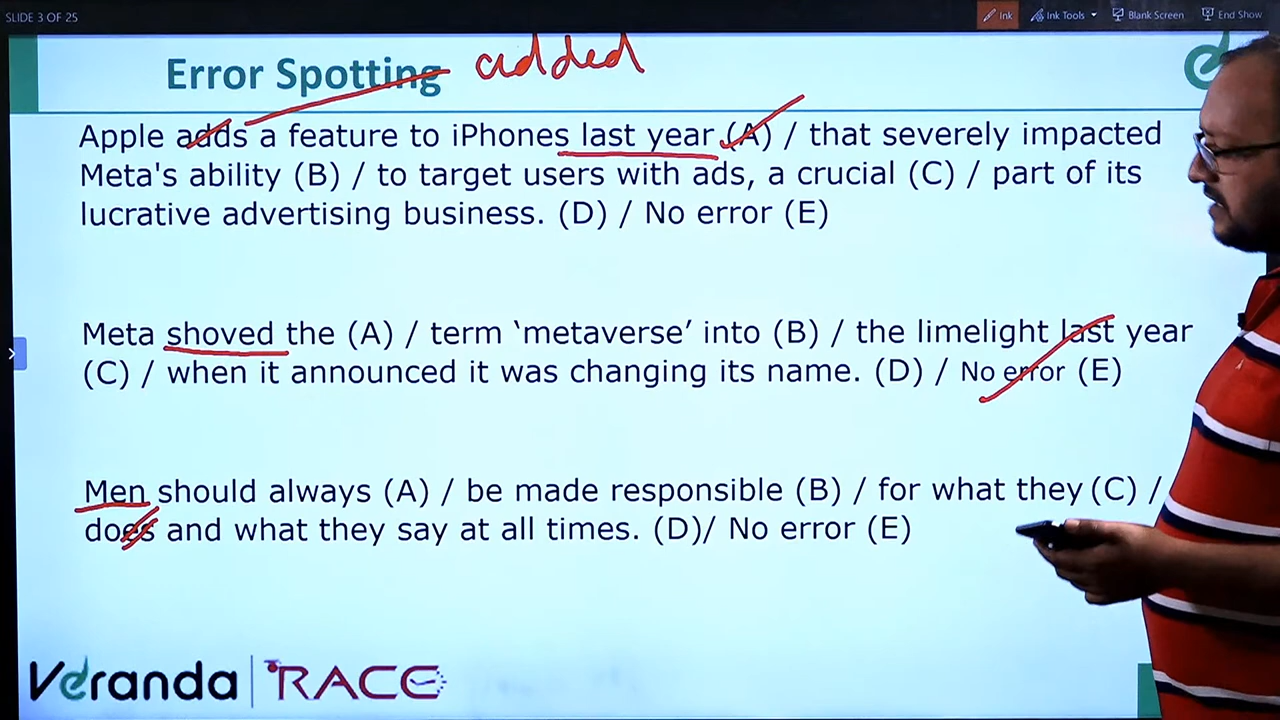 SLIDE 3 OF 25
Ink Ink Tools Blank Screen End Show
Error Spotting added
Apple adds a feature to iPhones last year (A) / that severely impacted
Meta's ability (B) / to target users with ads, a crucial (C) / part of its
lucrative advertising business. (D) / No error (E)
Meta shoved the (A) / term ‘metaverse’ into (B) / the limelight last year
(C) / when it announced it was changing its name. (D) / No error (E)
Men should always (A) / be made responsible (B) / for what they (C) /
does and what they say at all times. (D)/ No error (E)
Veranda RACE